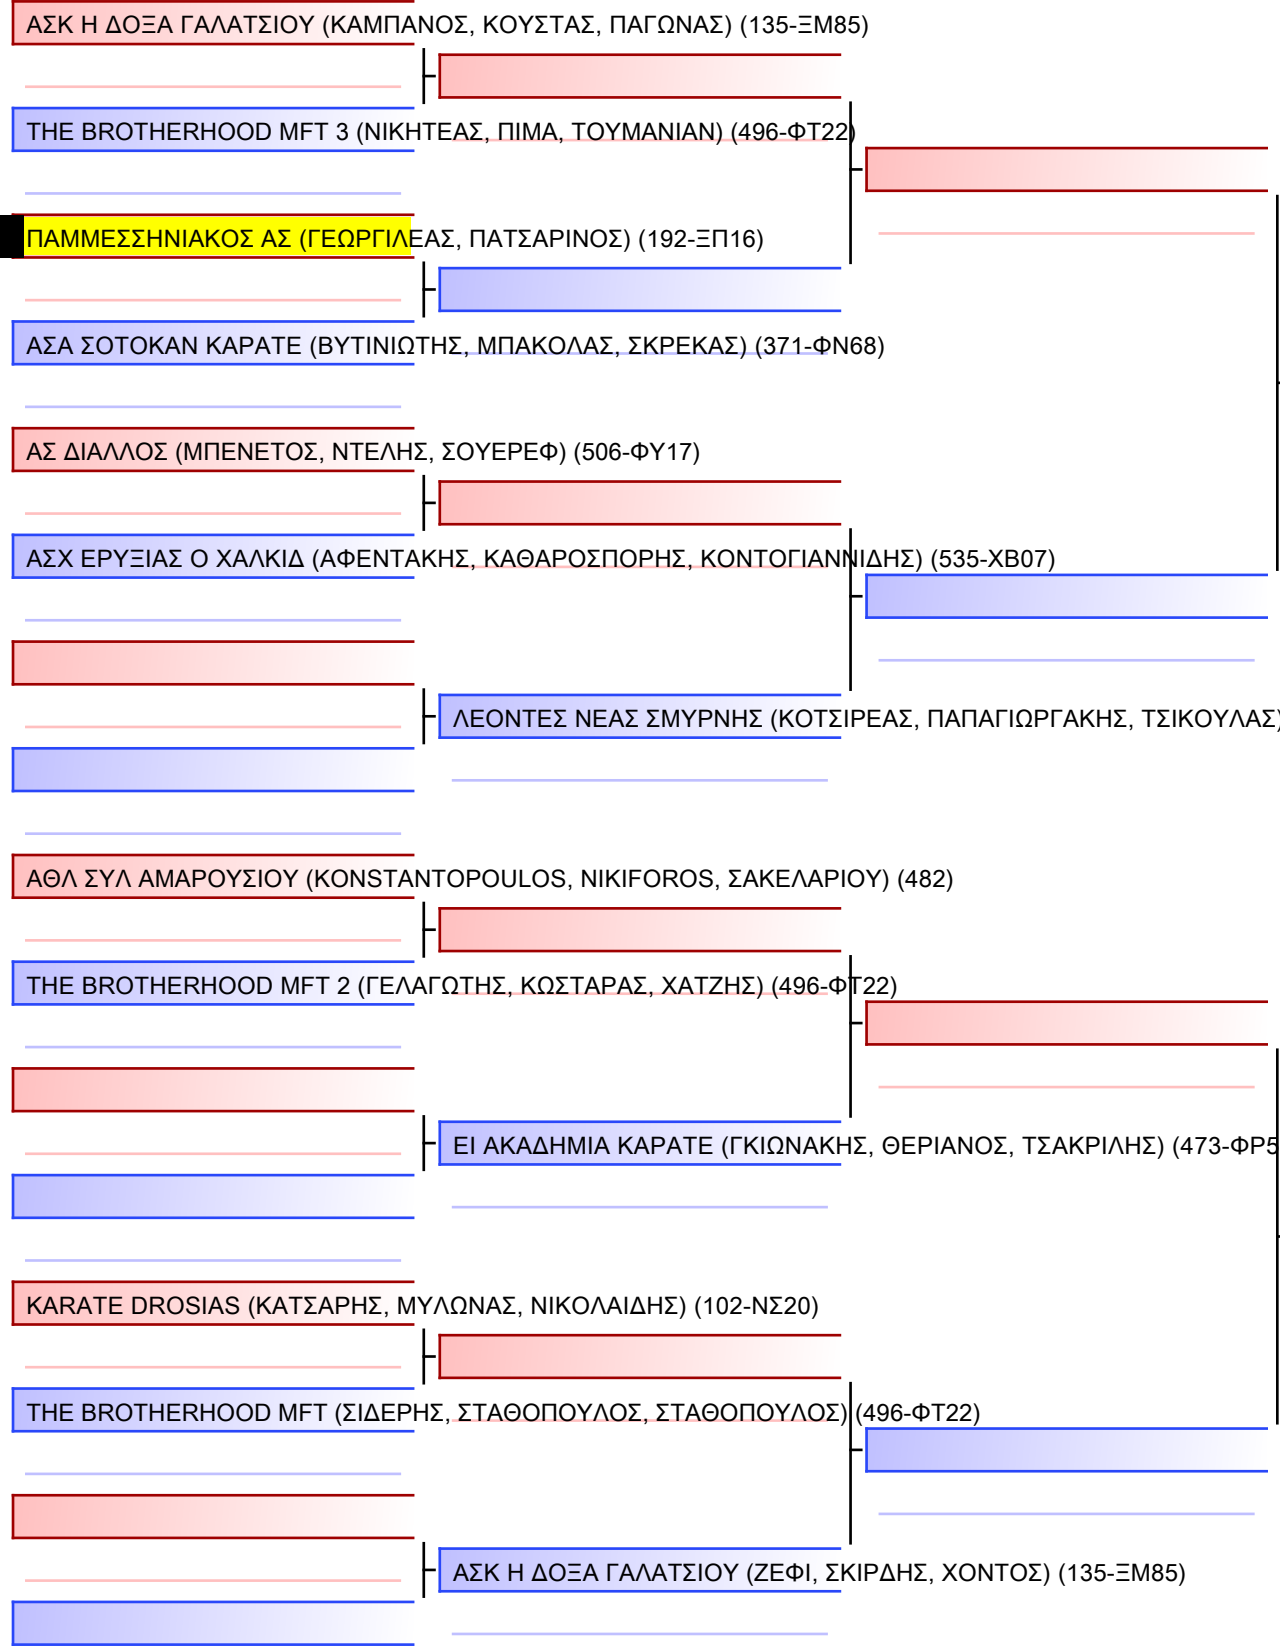 ΑΣΚ Η ΔΟΞΑ ΓΑΛΑΤΣΙΟΥ (ΚΑΜΠΑΝΟΣ, ΚΟΥΣΤΑΣ, ΠΑΓΩΝΑΣ) (135-ΞΜ85)
THE BROTHERHOOD MFT 3 (ΝΙΚΗΤΕΑΣ, ΠΙΜΑ, ΤΟΥΜΑΝΙΑΝ) (496-ΦΤ22)
ΠΑΜΜΕΣΣΗΝΙΑΚΟΣ ΑΣ (ΓΕΩΡΓΙΛΕΑΣ, ΠΑΤΣΑΡΙΝΟΣ) (192-ΞΠ16)
ΑΣΑ ΣΟΤΟΚΑΝ ΚΑΡΑΤΕ (ΒΥΤΙΝΙΩΤΗΣ, ΜΠΑΚΟΛΑΣ, ΣΚΡΕΚΑΣ) (371-ΦΝ68)
ΑΣ ΔΙΑΛΛΟΣ (ΜΠΕΝΕΤΟΣ, ΝΤΕΛΗΣ, ΣΟΥΕΡΕΦ) (506-ΦΥ17)
ΑΣΧ ΕΡΥΞΙΑΣ Ο ΧΑΛΚΙΔ (ΑΦΕΝΤΑΚΗΣ, ΚΑΘΑΡΟΣΠΟΡΗΣ, ΚΟΝΤΟΓΙΑΝΝΙΔΗΣ) (535-ΧΒ07)
ΛΕΟΝΤΕΣ ΝΕΑΣ ΣΜΥΡΝΗΣ (ΚΟΤΣΙΡΕΑΣ, ΠΑΠΑΓΙΩΡΓΑΚΗΣ, ΤΣΙΚΟΥΛΑΣ)
ΑΘΛ ΣΥΛ ΑΜΑΡΟΥΣΙΟΥ (KONSTANTOPOULOS, NIKIFOROS, ΣΑΚΕΛΑΡΙΟΥ) (482)
THE BROTHERHOOD MFT 2 (ΓΕΛΑΓΩΤΗΣ, ΚΩΣΤΑΡΑΣ, ΧΑΤΖΗΣ) (496-ΦΤ22)
ΕΙ ΑΚΑΔΗΜΙΑ ΚΑΡΑΤΕ (ΓΚΙΩΝΑΚΗΣ, ΘΕΡΙΑΝΟΣ, ΤΣΑΚΡΙΛΗΣ) (473-ΦΡ5
KARATE DROSIAS (ΚΑΤΣΑΡΗΣ, ΜΥΛΩΝΑΣ, ΝΙΚΟΛΑΙΔΗΣ) (102-ΝΣ20)
THE BROTHERHOOD MFT (ΣΙΔΕΡΗΣ, ΣΤΑΘΟΠΟΥΛΟΣ, ΣΤΑΘΟΠΟΥΛΟΣ) (496-ΦΤ22)
ΑΣΚ Η ΔΟΞΑ ΓΑΛΑΤΣΙΟΥ (ΖΕΦΙ, ΣΚΙΡΔΗΣ, ΧΟΝΤΟΣ) (135-ΞΜ85)